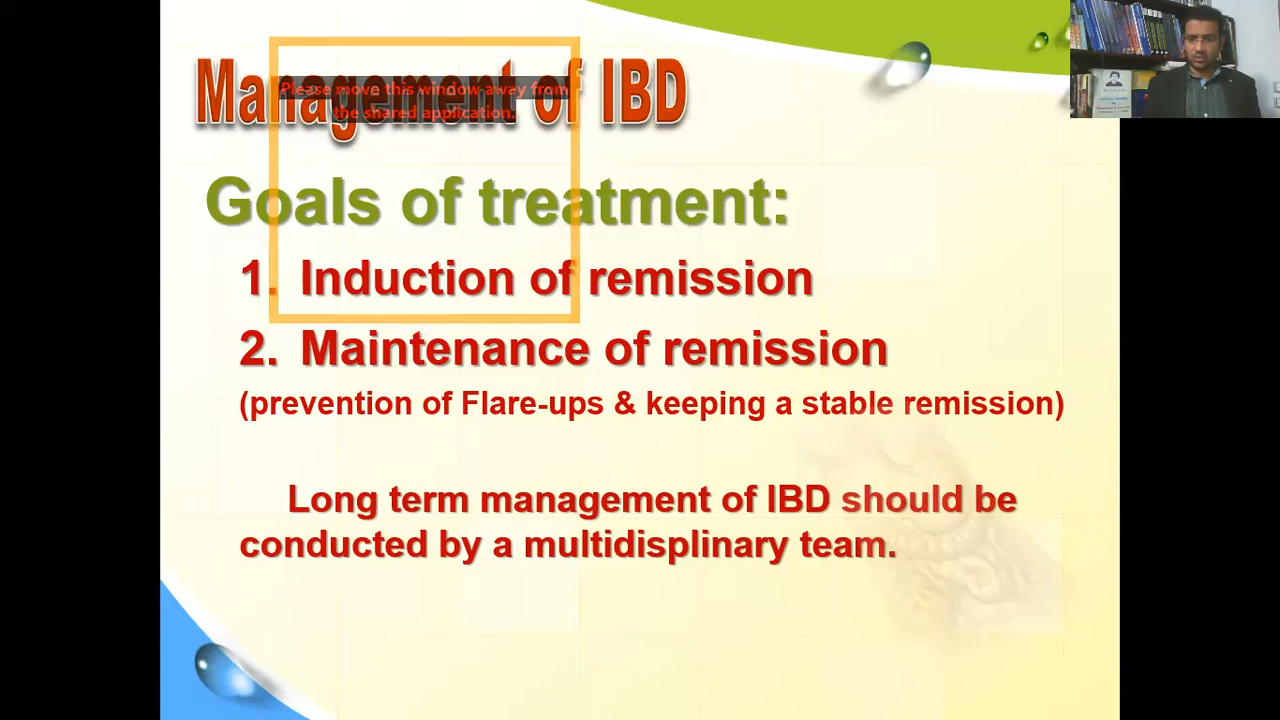 Management of IBD
Please move this window away from
the shared application.
Goals of treatment:
1. Induction of remission
2. Maintenance of remission
(prevention of Flare-ups & keeping a stable remission)
Long term management of IBD should be
conducted by a multidisplinary team.